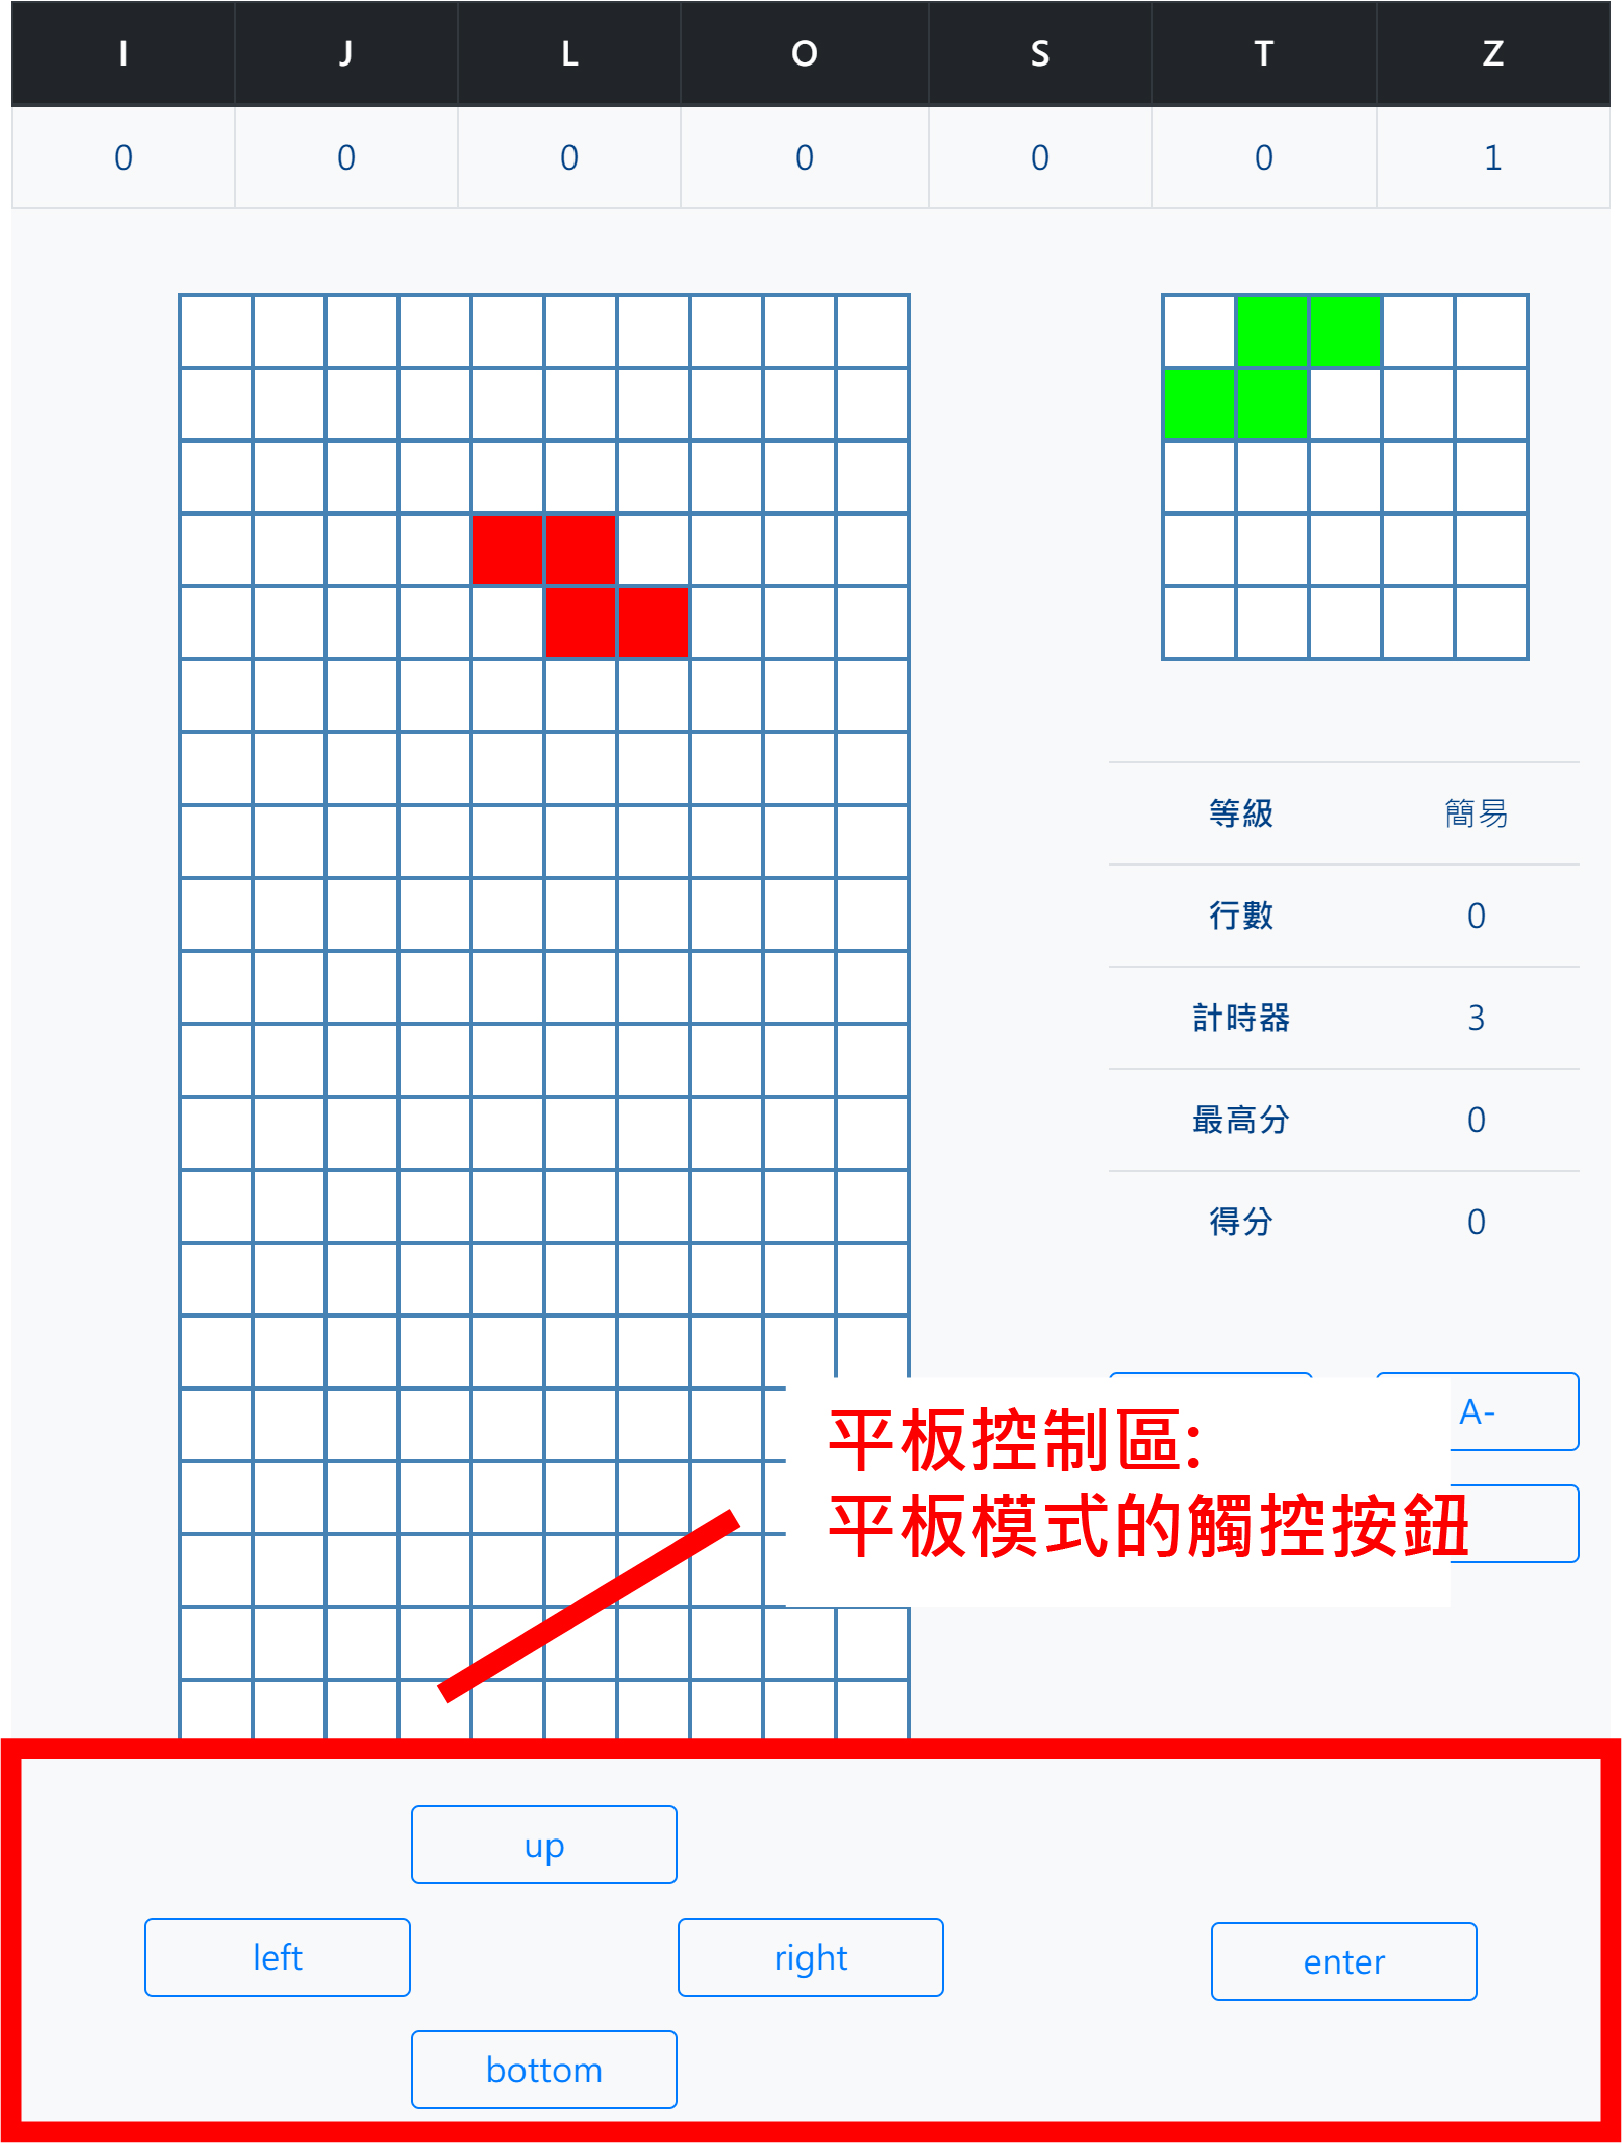 I J L O S T Z
0 0 0 0 0 0 1
等級 簡易
行數 0
計時器 3
最高分 0
得分 0
A-
平板控制區:
平板模式的觸控按鈕
up
left right enter
bottom